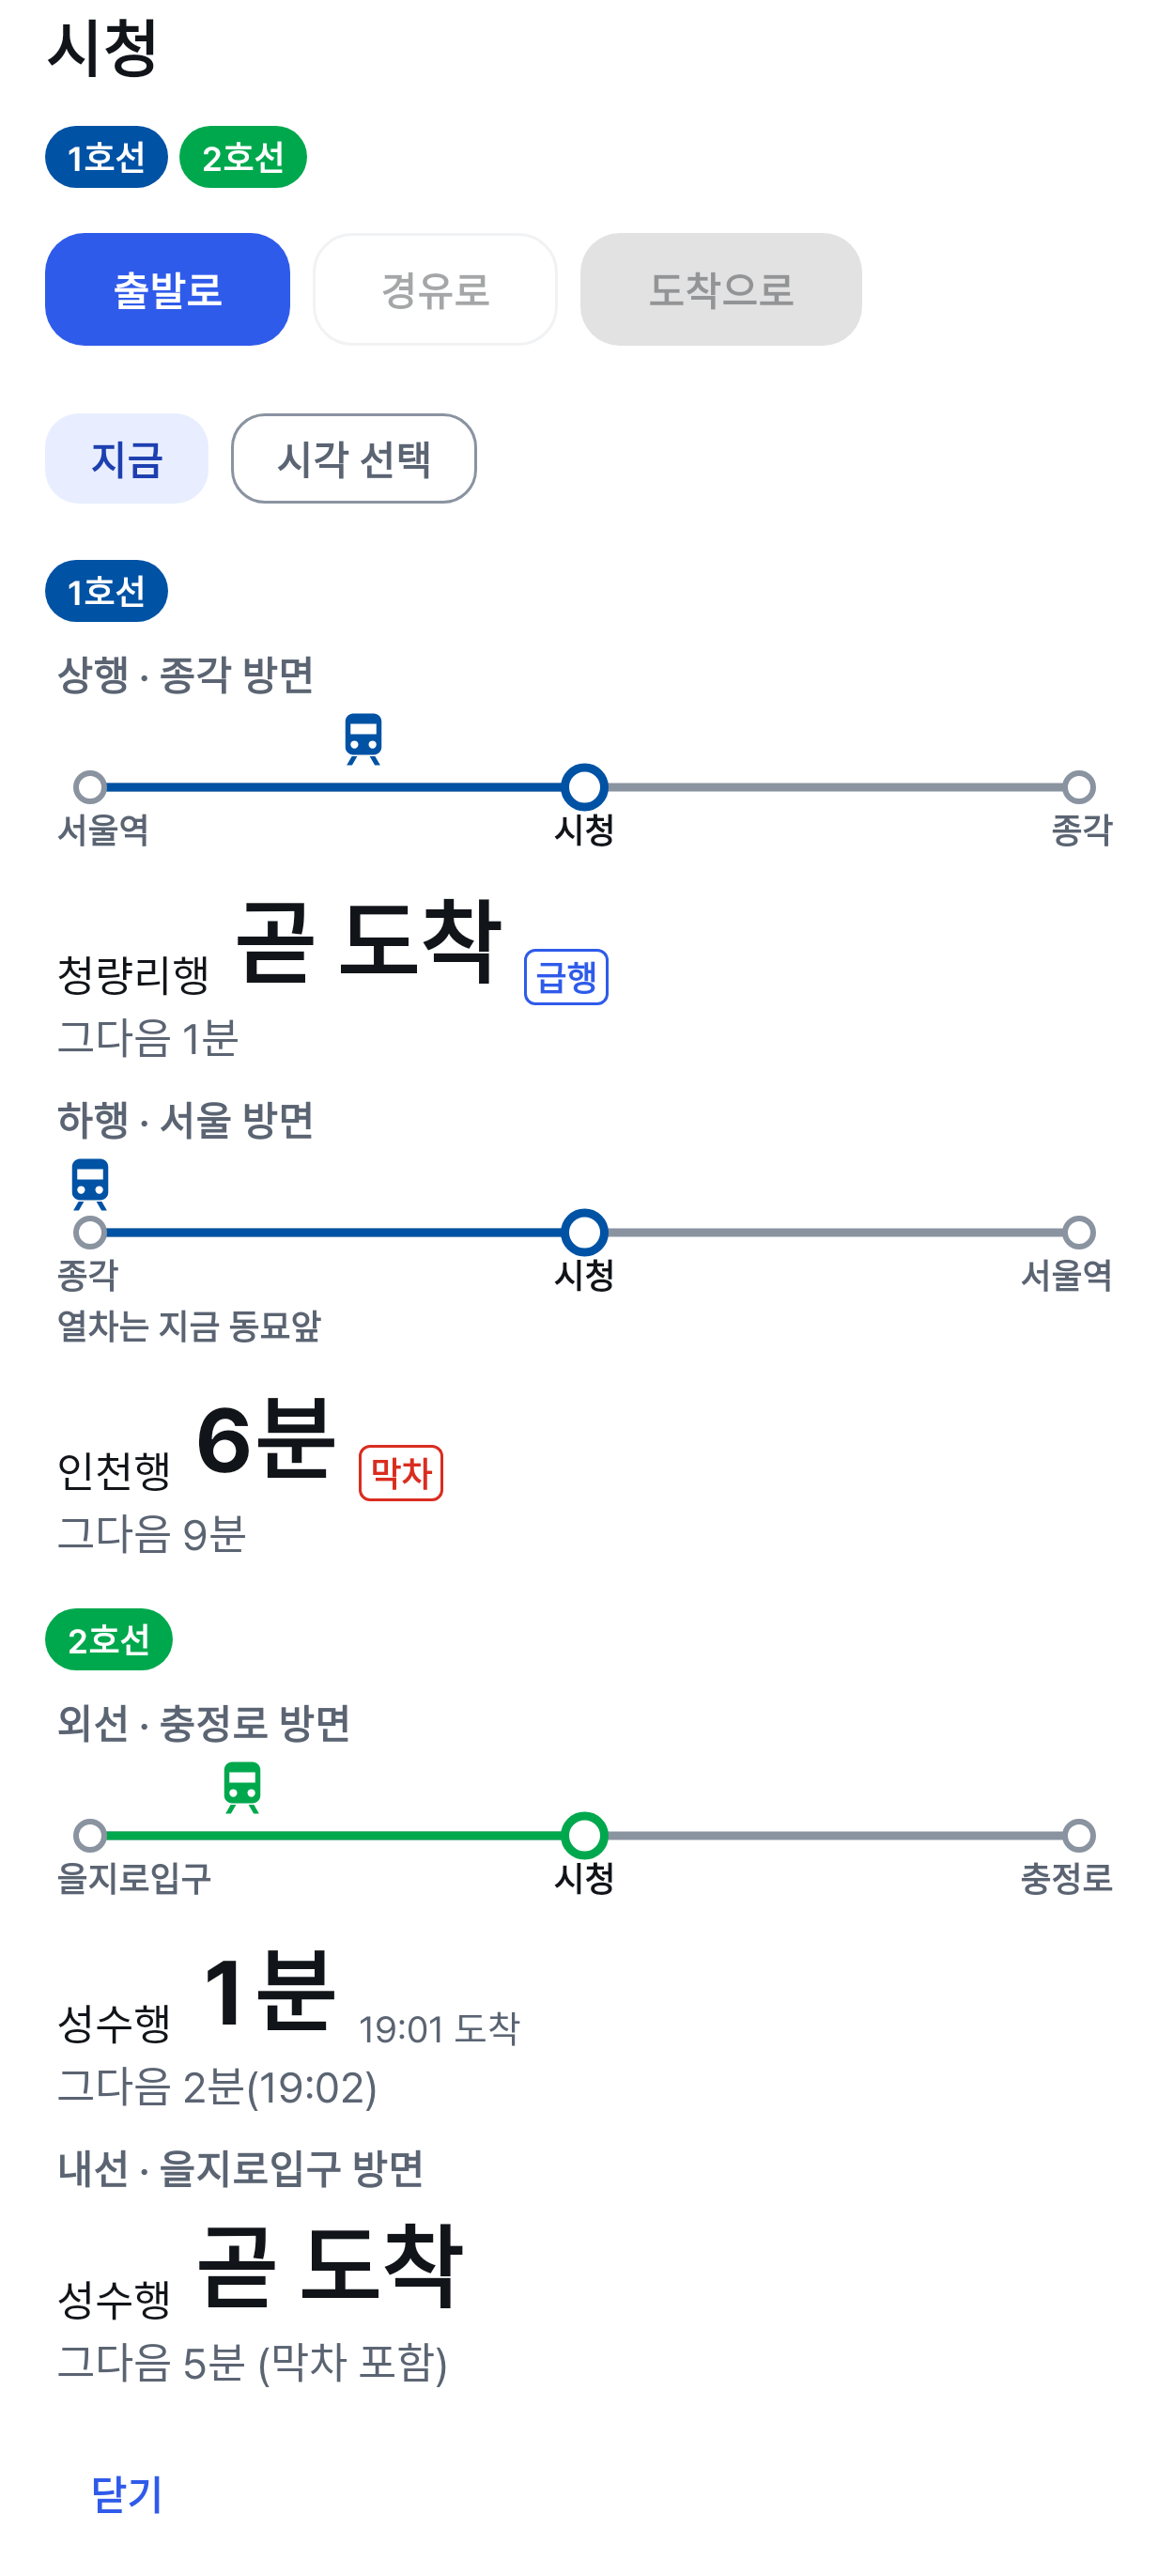 시청
1호선 2호선
출발로 경유로 도착으로
지금 시각 선택
1호선
상행 · 종각 방면
서울역 시청 종각
청량리행 곧 도착 급행
그다음 1분
하행 · 서울 방면
종각 시청 서울역
열차는 지금 동묘앞
인천행 6분 막차
그다음 9분
2호선
외선 · 충정로 방면
을지로입구 시청 충정로
성수행 1분 19:01 도착
그다음 2분(19:02)
내선 · 을지로입구 방면
성수행 곧 도착
그다음 5분 (막차 포함)
닫기